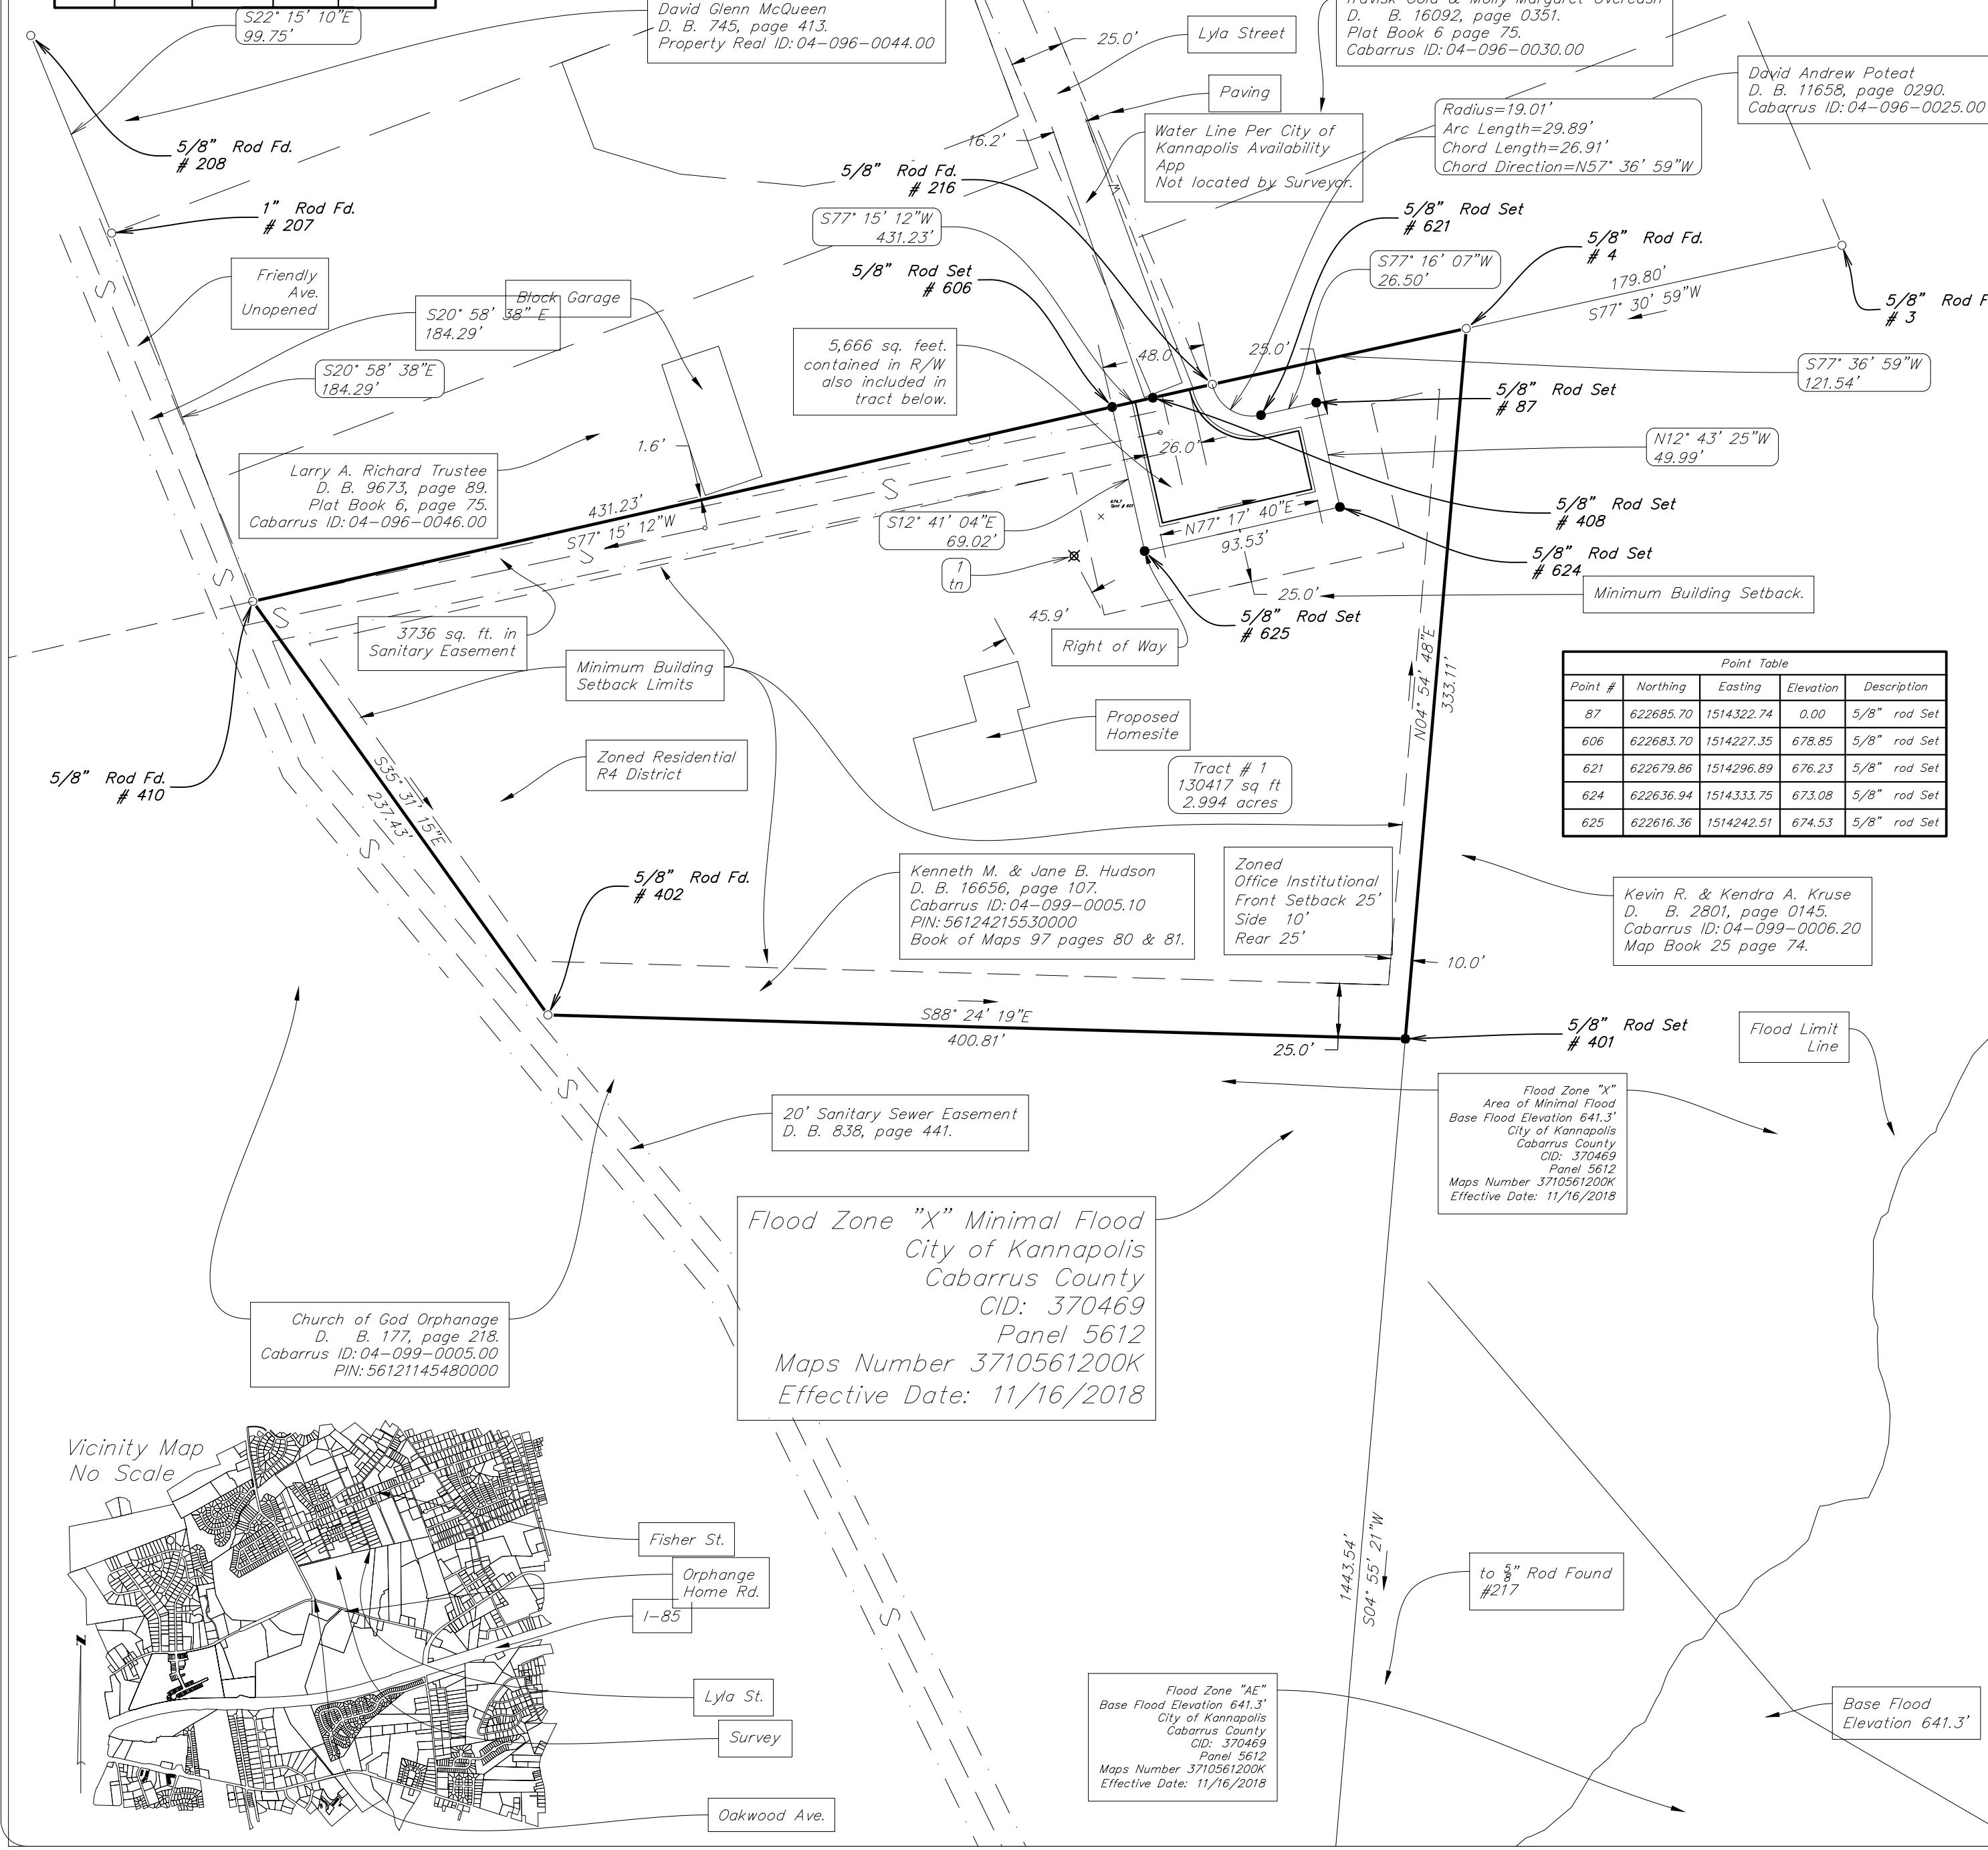 S22° 15' 10"E
99.75'
David Glenn McQueen
D. B. 745, page 413.
Property Real ID: 04-096-0044.00
25.0'
Lyla Street
D. B. 16092, page 0351.
Plat Book 6 page 75.
Cabarrus ID: 04-096-0030.00
David Andrew Poteat
D. B. 11658, page 0290.
Cabarrus ID: 04-096-0025.00
Paving
Radius=19.01'
Arc Length=29.89'
Chord Length=26.91'
Chord Direction=N57° 36' 59"W
16.2'
Water Line Per City of
Kannapolis Availability
App
Not located by Surveyor.
5/8" Rod Fd.
# 208
5/8" Rod Fd.
# 216
1" Rod Fd.
# 207
S77° 15' 12"W
431.23'
5/8" Rod Set
# 621
5/8" Rod Fd.
# 4
S77° 16' 07"W
26.50'
179.80'
S77° 30' 59"W
5/8" Rod F
# 3
Friendly
Ave.
Unopened
S20° 58' 38" E
184.29'
Block Garage
5/8" Rod Set
# 606
5,666 sq. feet.
contained in R/W
also included in
tract below.
48.0'
25.0'
S77° 36' 59"W
121.54'
S20° 58' 38"E
184.29'
5/8" Rod Set
# 87
1.6'
26.0'
N12° 43' 25"W
49.99'
Larry A. Richard Trustee
D. B. 9673, page 89.
Plat Book 6, page 75.
Cabarrus ID: 04-096-0046.00
431.23'
S77° 15' 12"W
S12° 41' 04"E
69.02'
N77° 17' 40"E
93.53'
5/8" Rod Set
# 408
5/8" Rod Set
# 624
1
tn
25.0'
Minimum Building Setback.
45.9'
5/8" Rod Set
# 625
Right of Way
3736 sq. ft. in
Sanitary Easement
Minimum Building
Setback Limits
N04° 54' 48"E
333.11'
Point Table
Point # Northing Easting Elevation Description
87 622685.70 1514322.74 0.00 5/8" rod Set
606 622683.70 1514227.35 678.85 5/8" rod Set
621 622679.86 1514296.89 676.23 5/8" rod Set
624 622636.94 1514333.75 673.08 5/8" rod Set
625 622616.36 1514242.51 674.53 5/8" rod Set
Proposed
Homesite
Zoned Residential
R4 District
Tract # 1
130417 sq ft
2.994 acres
5/8" Rod Fd.
# 410
S35° 31' 15"E
237.43'
5/8" Rod Fd.
# 402
Kenneth M. & Jane B. Hudson
D. B. 16656, page 107.
Cabarrus ID: 04-099-0005.10
PIN: 56124215530000
Book of Maps 97 pages 80 & 81.
Zoned
Office Institutional
Front Setback 25'
Side 10'
Rear 25'
Kevin R. & Kendra A. Kruse
D. B. 2801, page 0145.
Cabarrus ID: 04-099-0006.20
Map Book 25 page 74.
10.0'
S88° 24' 19"E
400.81'
25.0'
5/8" Rod Set
# 401
Flood Limit
Line
Flood Zone "X"
Area of Minimal Flood
Base Flood Elevation 641.3'
City of Kannapolis
Cabarrus County
CID: 370469
Panel 5612
Maps Number 3710561200K
Effective Date: 11/16/2018
20' Sanitary Sewer Easement
D. B. 838, page 441.
Flood Zone "X" Minimal Flood
City of Kannapolis
Cabarrus County
CID: 370469
Panel 5612
Maps Number 3710561200K
Effective Date: 11/16/2018
Church of God Orphanage
D. B. 177, page 218.
Cabarrus ID: 04-099-0005.00
PIN: 56121145480000
Vicinity Map
No Scale
Fisher St.
Orphange
Home Rd.
I-85
N
Lyla St.
Survey
Oakwood Ave.
1443.54'
S04° 55' 21"W
to 5/8" Rod Found
#217
Flood Zone "AE"
Base Flood Elevation 641.3'
City of Kannapolis
Cabarrus County
CID: 370469
Panel 5612
Maps Number 3710561200K
Effective Date: 11/16/2018
Base Flood
Elevation 641.3'